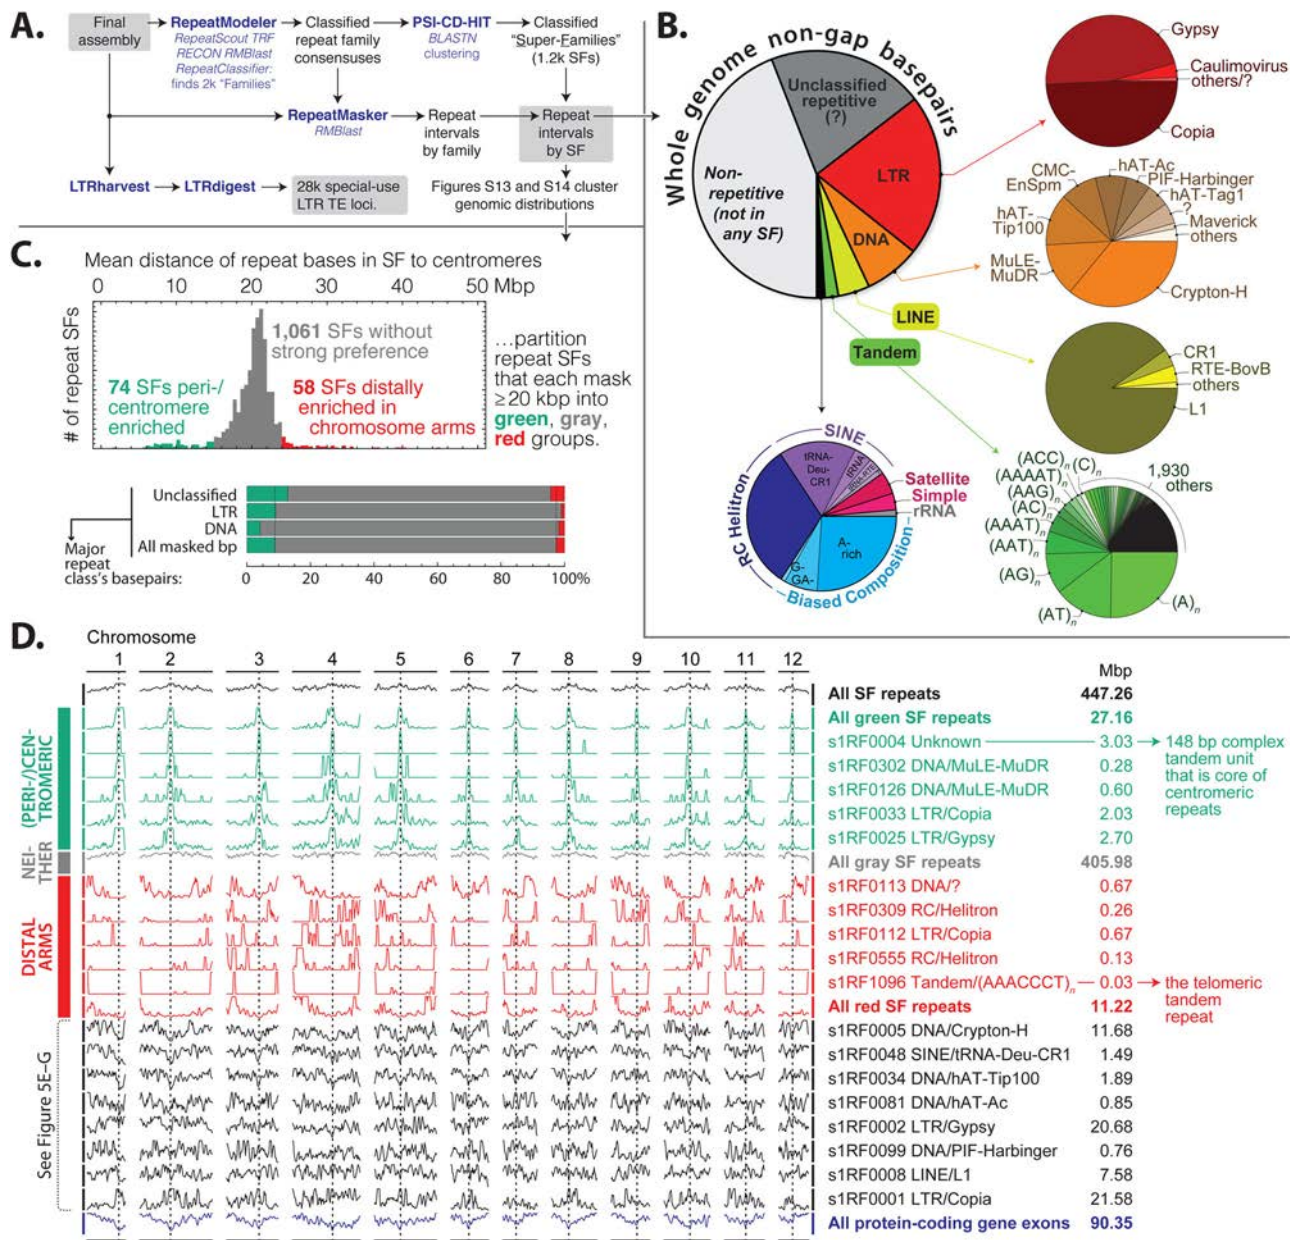 A.
Final
assembly
RepeatModeler
RepeatScout TRF
RECON RMBlast
RepeatClassifier:
finds 2k “Families”
Classified
repeat family
consensuses
PSI-CD-HIT
BLASTN
clustering
Classified
“Super-Families”
(1.2k SFs)
RepeatMasker
RMBlast
Repeat
intervals
by family
Repeat
intervals
by SF
LTRharvest
LTRdigest
28k special-use
LTR TE loci.
Figures S13 and S14 cluster
genomic distributions
B.
Whole genome non-gap basepairs
Unclassified
repetitive
(?)
LTR
DNA
Non-
repetitive
(not in
any SF)
LINE
Tandem
Gypsy
Caulimovirus
others/?
Copia
hAT-Ac
PIF-Harbinger
hAT-Tag1
?
Maverick
others
CMC-
EnSpm
hAT-
Tip100
MuLE-
MuDR
Crypton-H
CR1
RTE-BovB
others
L1
(ACC)n
(C)n
1,930
others
(AAAAT)n
(AAG)n
(AC)n
(AAAT)n
(AAT)n
(AG)n
(AT)n
(A)n
SINE
tRNA-
Deu-
CR1
tRNA
tRNA-RTE
Satellite
Simple
rRNA
RC Helitron
A-
rich
G-
GA-
Biased Composition
C.
Mean distance of repeat bases in SF to centromeres
0 10 20 30 40 50 Mbp
# of repeat SFs
1,061 SFs without
strong preference
74 SFs peri-/
centromere
enriched
58 SFs distally
enriched in
chromosome arms
…partition
repeat SFs
that each mask
≥20 kbp into
green, gray,
red groups.
Unclassified
LTR
DNA
All masked bp
Major
repeat
class's basepairs:
0 20 40 60 80 100%
D.
Chromosome
1 2 3 4 5 6 7 8 9 10 11 12
Mbp
(PERI-/)CEN-
TROMERIC
NEI-
THER
DISTAL
ARMS
See Figure 5E–G
All SF repeats 447.26
All green SF repeats 27.16
s1RF0004 Unknown 3.03
148 bp complex
tandem unit
that is core of
centromeric
repeats
s1RF0302 DNA/MuLE-MuDR 0.28
s1RF0126 DNA/MuLE-MuDR 0.60
s1RF0033 LTR/Copia 2.03
s1RF0025 LTR/Gypsy 2.70
All gray SF repeats 405.98
s1RF0113 DNA/? 0.67
s1RF0309 RC/Helitron 0.26
s1RF0112 LTR/Copia 0.67
s1RF0555 RC/Helitron 0.13
s1RF1096 Tandem/(AAACCCT)n 0.03
the telomeric
tandem
repeat
All red SF repeats 11.22
s1RF0005 DNA/Crypton-H 11.68
s1RF0048 SINE/tRNA-Deu-CR1 1.49
s1RF0034 DNA/hAT-Tip100 1.89
s1RF0081 DNA/hAT-Ac 0.85
s1RF0002 LTR/Gypsy 20.68
s1RF0099 DNA/PIF-Harbinger 0.76
s1RF0008 LINE/L1 7.58
s1RF0001 LTR/Copia 21.58
All protein-coding gene exons 90.35